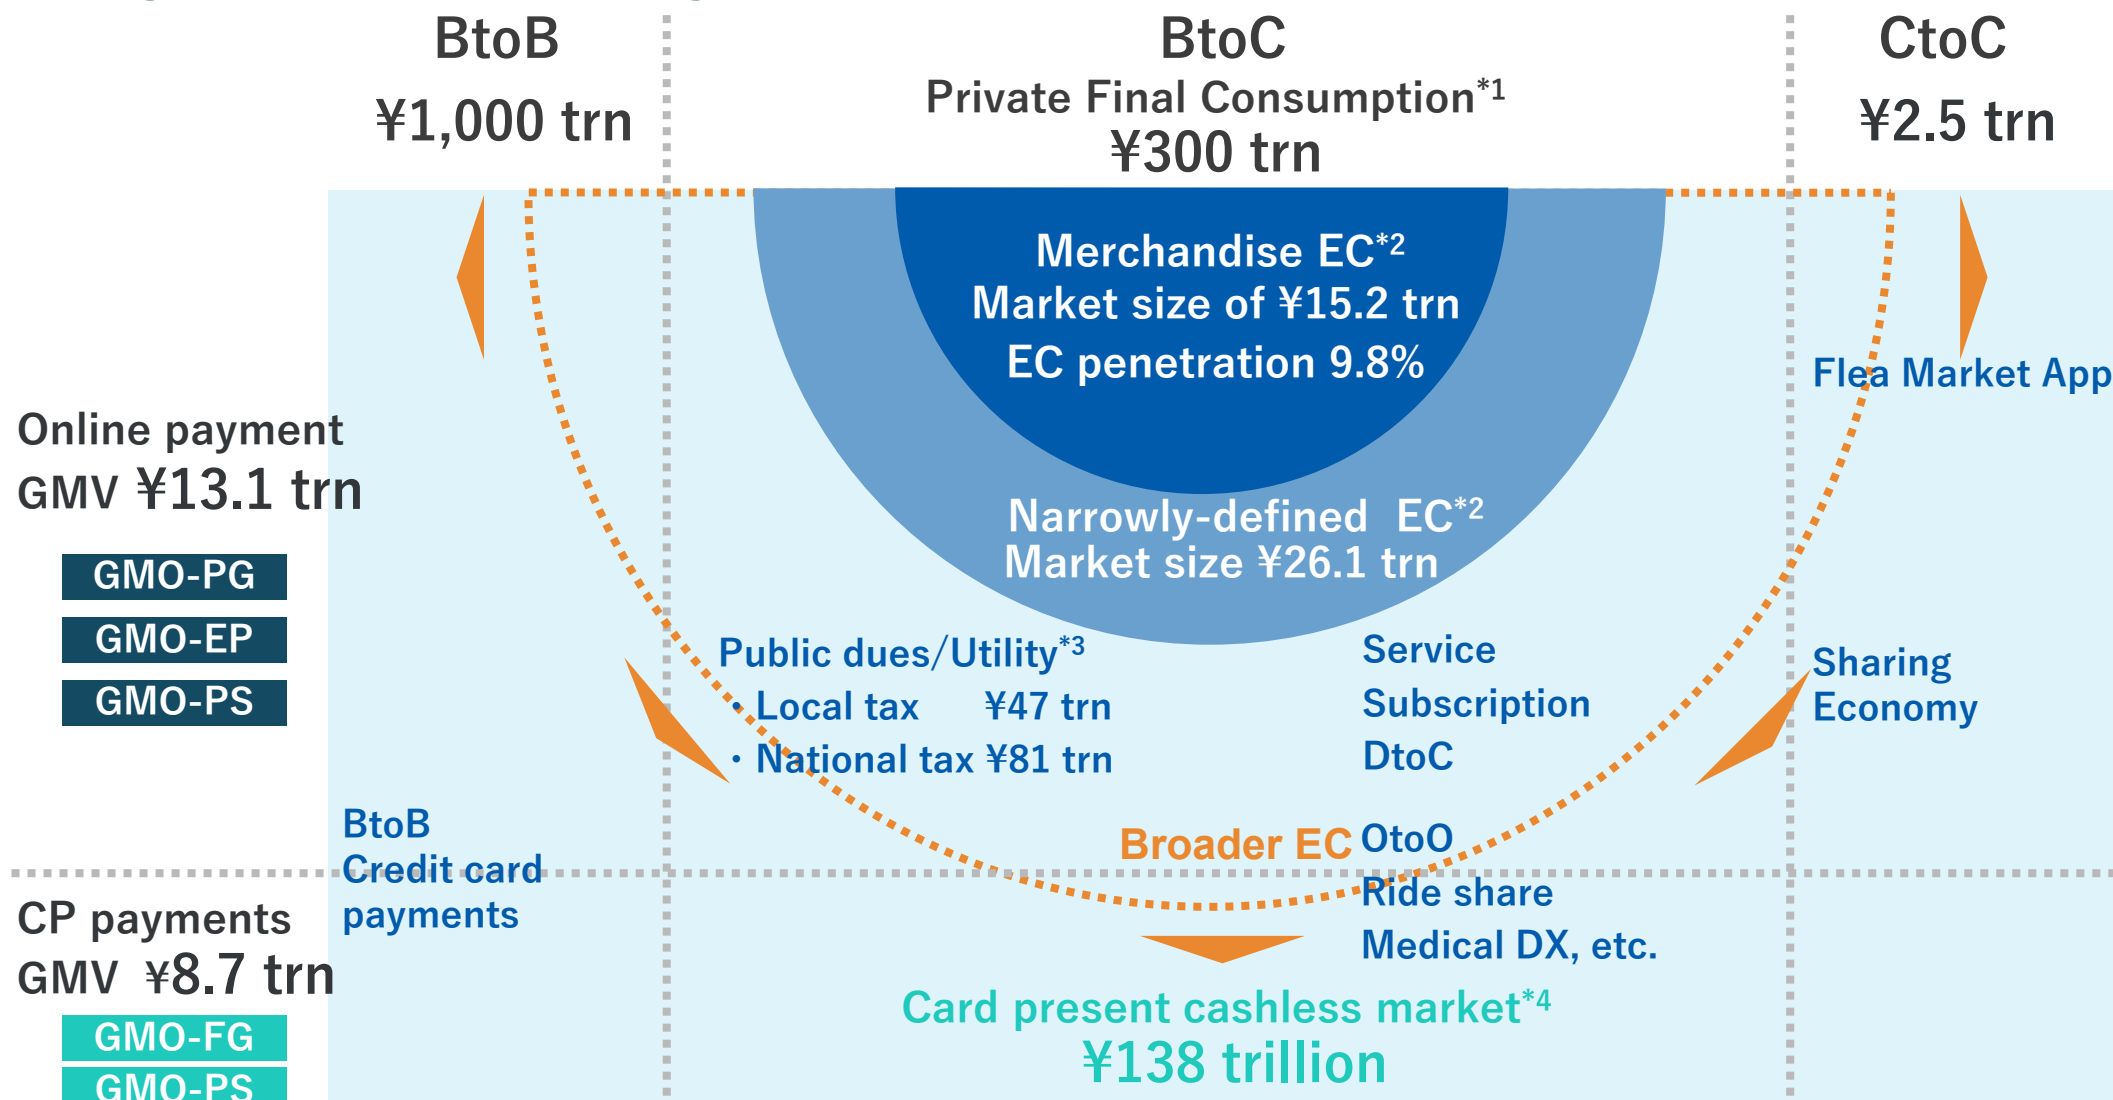 BtoB
¥1,000 trn
BtoC
Private Final Consumption*1
¥300 trn
CtoC
¥2.5 trn
Merchandise EC*2
Market size of ¥15.2 trn
EC penetration 9.8%
Narrowly-defined EC*2
Market size ¥26.1 trn
Flea Market App
Online payment
GMV ¥13.1 trn
GMO-PG
GMO-EP
GMO-PS
Public dues/Utility*3
・Local tax ¥47 trn
・National tax ¥81 trn
Service
Subscription
DtoC
OtoO
Ride share
Medical DX, etc.
Sharing
Economy
BtoB
Credit card
payments
Broader EC
CP payments
GMV ¥8.7 trn
GMO-FG
GMO-PS
Card present cashless market*4
¥138 trillion